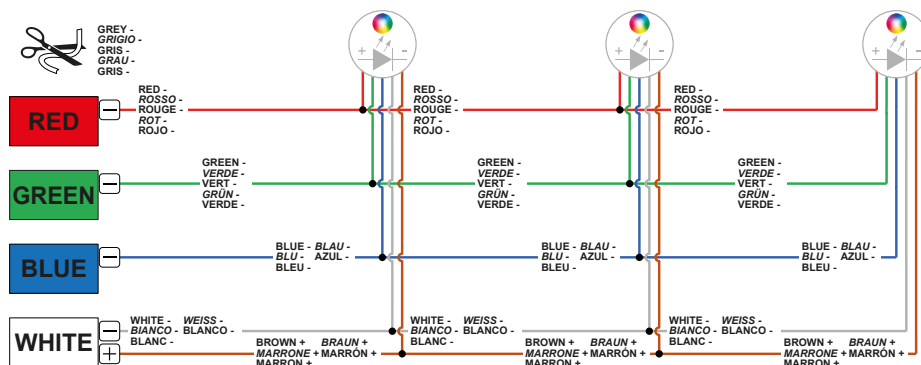 GREY -
GRIGIO -
GRIS -
GRAU -
GRIS -
+ -
+ -
+ -
RED
-
RED -
ROSSO -
ROUGE -
ROT -
ROJO -
RED -
ROSSO -
ROUGE -
ROT -
ROJO -
RED -
ROSSO -
ROUGE -
ROT -
ROJO -
GREEN
-
GREEN -
VERDE -
VERT -
GRÜN -
VERDE -
GREEN -
VERDE -
VERT -
GRÜN -
VERDE -
GREEN -
VERDE -
VERT -
GRÜN -
VERDE -
BLUE
-
BLUE - BLAU -
BLU - AZUL -
BLEU -
BLUE - BLAU -
BLU - AZUL -
BLEU -
BLUE - BLAU -
BLU - AZUL -
BLEU -
WHITE
-
+
WHITE - WEISS -
BIANCO - BLANCO -
BLANC -
WHITE - WEISS -
BIANCO - BLANCO -
BLANC -
WHITE - WEISS -
BIANCO - BLANCO -
BLANC -
BROWN + BRAUN +
MARRONE + MARRÓN +
MARRON +
BROWN + BRAUN +
MARRONE + MARRÓN +
MARRON +
BROWN + BRAUN +
MARRONE + MARRÓN +
MARRON +